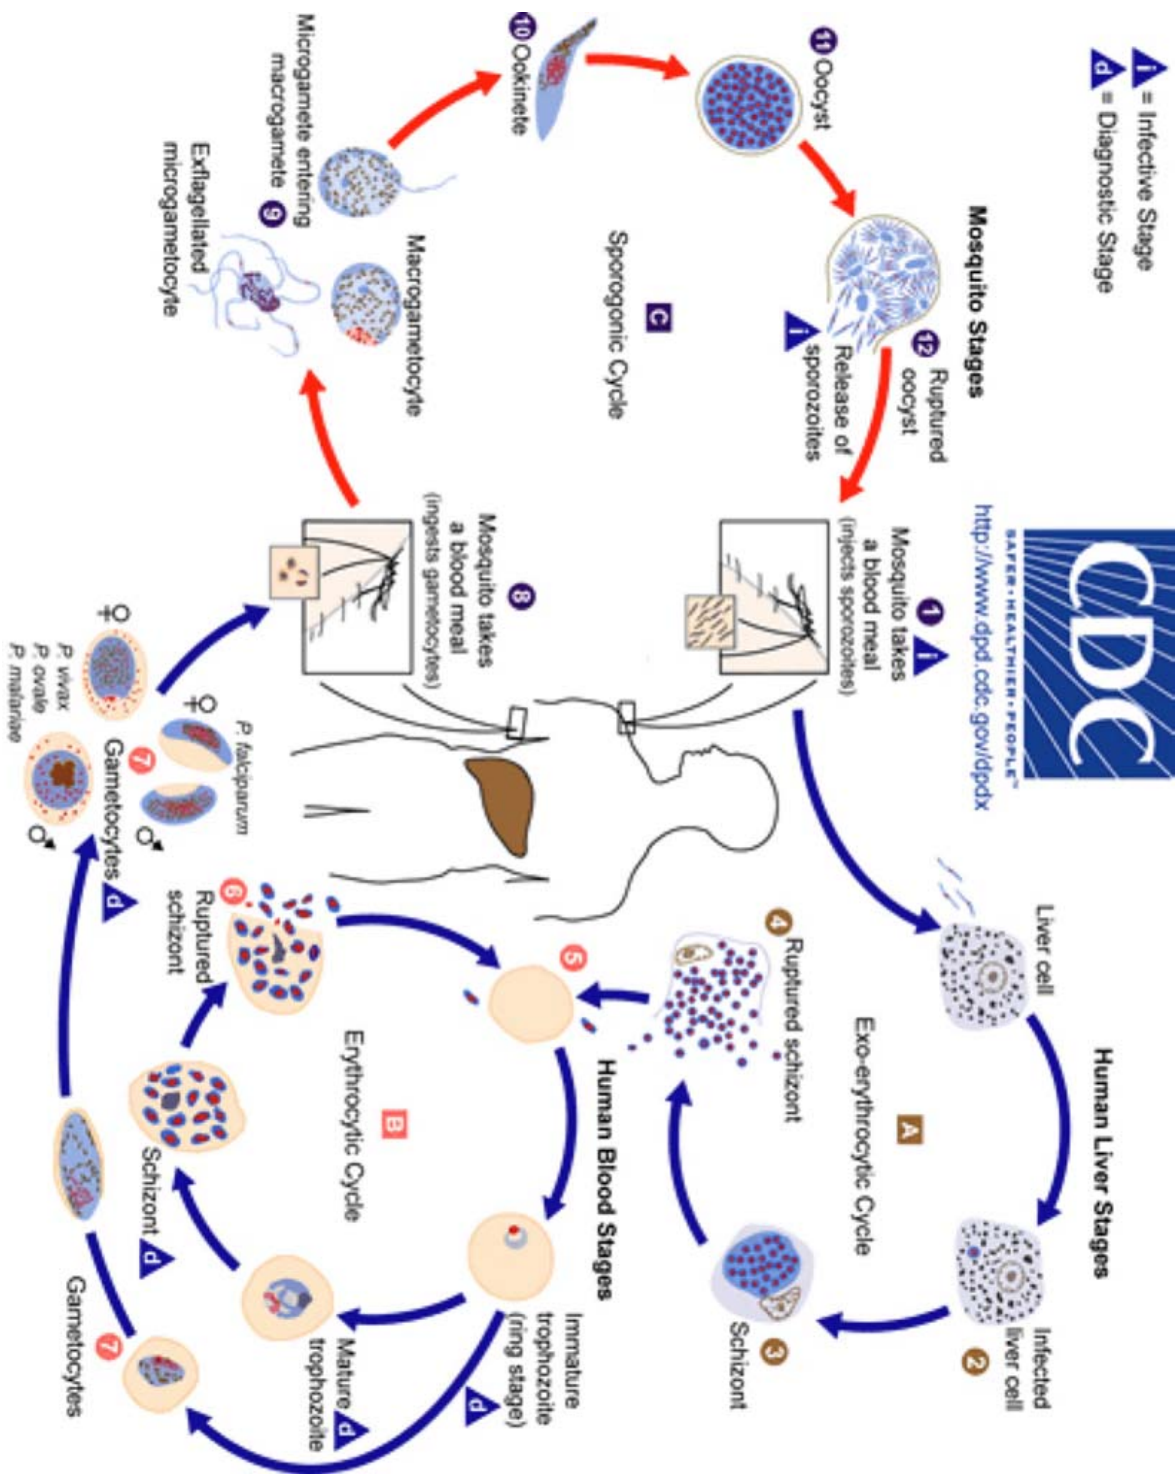 i = Infective Stage
d = Diagnostic Stage
Mosquito Stages
11 Oocyst
12 Ruptured
oocyst
Release of
i sporozoites
10 Ookinete
Sporogonic Cycle
C
Microgamete entering
macrogamete
9
Exflagellated
microgametocyte
Macrogametocyte
CDC
SAFER • HEALTHIER • PEOPLE™
http://www.dpd.cdc.gov/dpdx
1 i
Mosquito takes
a blood meal
(injects sporozoites)
8
Mosquito takes
a blood meal
(ingests gametocytes)
Human Liver Stages
Liver cell
Infected
2 liver cell
A
Exo-erythrocytic Cycle
4 Ruptured schizont
3
Schizont
Human Blood Stages
5
Immature
trophozoite
(ring stage)
d
Mature
trophozoite
d
Erythrocytic Cycle
B
6
Ruptured
schizont
Schizont d
7
Gametocytes
P. falciparum
♀
♂
7
Gametocytes d
♀
♂
P. vivax
P. ovale
P. malariae